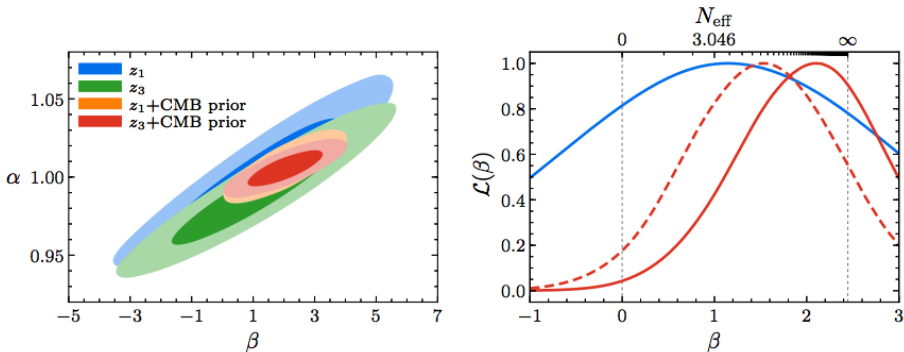 z₁
z₃
z₁+CMB prior
z₃+CMB prior
1.05
1.00
0.95
α
−5 −3 −1 1 3 5 7
β
N_eff
0 3.046 ∞
1.0
0.8
0.6
0.4
0.2
0.0
ℒ(β)
−1 0 1 2 3
β